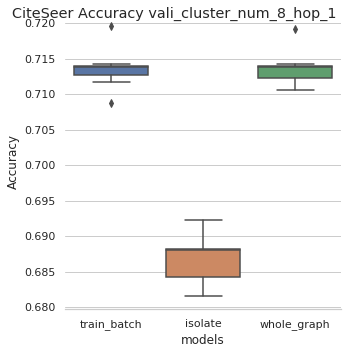 CiteSeer Accuracy vali_cluster_num_8_hop_1
0.720
0.715
0.710
0.705
0.700
0.695
0.690
0.685
0.680
Accuracy
train_batch isolate whole_graph
models